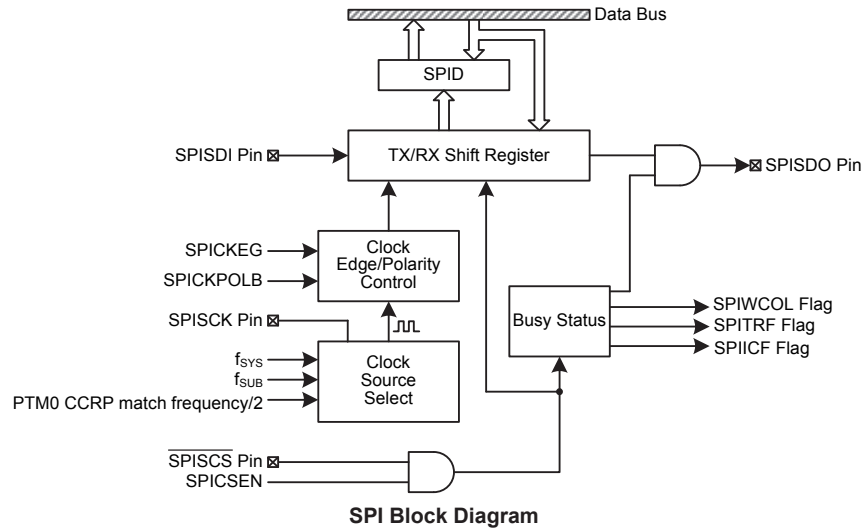 Data Bus
SPID
SPISDI Pin
TX/RX Shift Register
SPISDO Pin
SPICKEG
SPICKPOLB
Clock
Edge/Polarity
Control
SPISCK Pin
Busy Status
SPIWCOL Flag
SPITRF Flag
SPIICF Flag
fSYS
fSUB
PTM0 CCRP match frequency/2
Clock
Source
Select
SPISCS Pin
SPICSEN
SPI Block Diagram